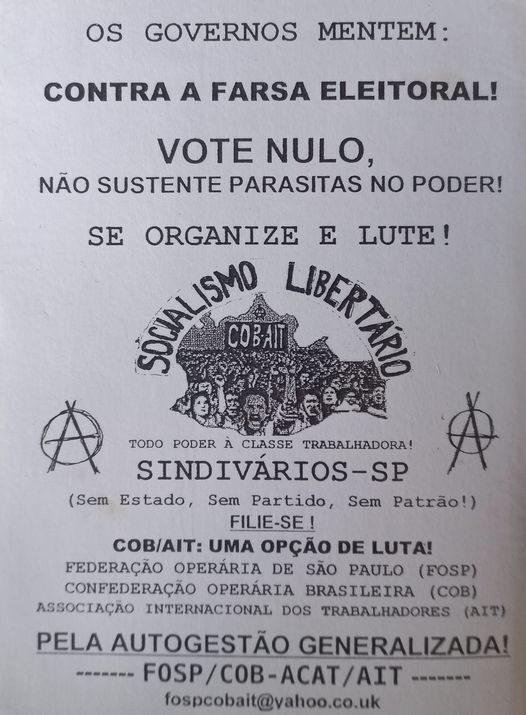 OS GOVERNOS MENTEM:
CONTRA A FARSA ELEITORAL!
VOTE NULO,
NÃO SUSTENTE PARASITAS NO PODER!
SE ORGANIZE E LUTE!
SOCIALISMO LIBERTÁRIO
COBAIT
TODO PODER À CLASSE TRABALHADORA!
SINDIVÁRIOS-SP
(Sem Estado, Sem Partido, Sem Patrão!)
FILIE-SE !
COB/AIT: UMA OPÇÃO DE LUTA!
FEDERAÇÃO OPERÁRIA DE SÃO PAULO (FOSP)
CONFEDERAÇÃO OPERÁRIA BRASILEIRA (COB)
ASSOCIAÇÃO INTERNACIONAL DOS TRABALHADORES (AIT)
PELA AUTOGESTÃO GENERALIZADA!
------- FOSP/COB-ACAT/AIT -------
fospcobait@yahoo.co.uk